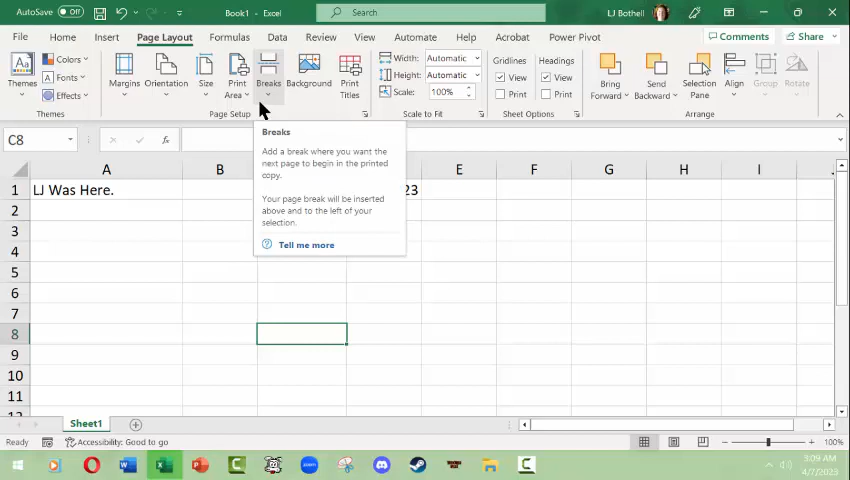 AutoSave Off Book1 - Excel Search LJ Bothell
File Home Insert Page Layout Formulas Data Review View Automate Help Acrobat Power Pivot Comments Share
Themes Colors Fonts Effects
Margins Orientation Size Print Area Breaks Background Print Titles
Width: Automatic
Height: Automatic
Scale: 100%
Gridlines View Print
Headings View Print
Bring Forward Send Backward Selection Pane Align Group Rotate
Themes Page Setup Scale to Fit Sheet Options Arrange
C8 fx
Breaks
Add a break where you want the
next page to begin in the printed
copy.
Your page break will be inserted
above and to the left of your
selection.
Tell me more
A B E F G H I
1 LJ Was Here. 23
2
3
4
5
6
7
8
9
10
11
12
Sheet1
Ready Accessibility: Good to go 100%
3:09 AM
4/7/2023